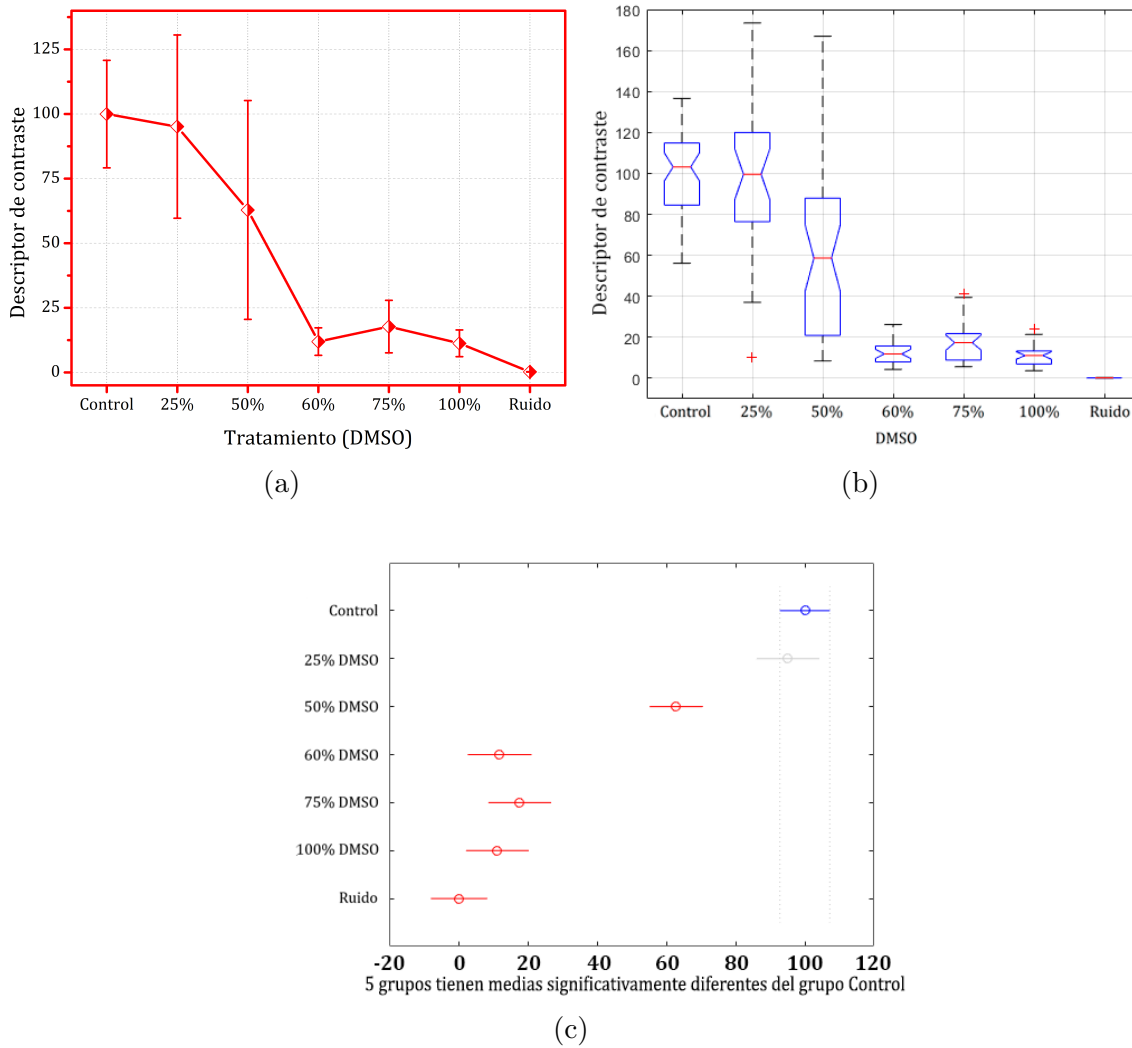 Descriptor de contraste
125
100
75
50
25
0
Control 25% 50% 60% 75% 100% Ruido
Tratamiento (DMSO)
(a)
Descriptor de contraste
180
160
140
120
100
80
60
40
20
0
Control 25% 50% 60% 75% 100% Ruido
DMSO
(b)
Control
25% DMSO
50% DMSO
60% DMSO
75% DMSO
100% DMSO
Ruido
-20 0 20 40 60 80 100 120
5 grupos tienen medias significativamente diferentes del grupo Control
(c)